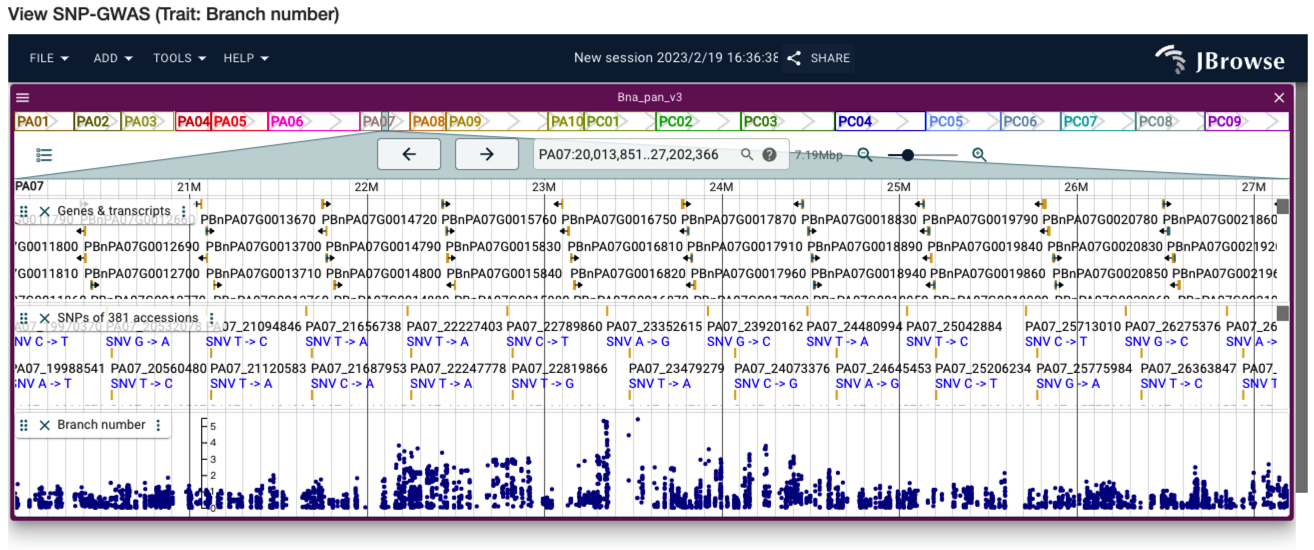 View SNP-GWAS (Trait: Branch number)
FILE ADD TOOLS HELP New session 2023/2/19 16:36:38 SHARE JBrowse
Bna_pan_v3
PA01 PA02 PA03 PA04 PA05 PA06 PA07 PA08 PA09 PA10 PC01 PC02 PC03 PC04 PC05 PC06 PC07 PC08 PC09
PA07:20,013,851..27,202,366 7.19Mbp
PA07 21M 22M 23M 24M 25M 26M 27M
Genes & transcripts
PBnPA07G0013670 PBnPA07G0014720 PBnPA07G0015760 PBnPA07G0016750 PBnPA07G0017870 PBnPA07G0018830 PBnPA07G0019790 PBnPA07G0020780 PBnPA07G0021860
7G0011800 PBnPA07G0012690 PBnPA07G0013700 PBnPA07G0014790 PBnPA07G0015830 PBnPA07G0016810 PBnPA07G0017910 PBnPA07G0018890 PBnPA07G0019840 PBnPA07G0020830 PBnPA07G002192
7G0011810 PBnPA07G0012700 PBnPA07G0013710 PBnPA07G0014800 PBnPA07G0015840 PBnPA07G0016820 PBnPA07G0017960 PBnPA07G0018940 PBnPA07G0019860 PBnPA07G0020850 PBnPA07G002196
SNPs of 381 accessions
A07_21094846 PA07_21656738 PA07_22227403 PA07_22789860 PA07_23352615 PA07_23920162 PA07_24480994 PA07_25042884 PA07_25713010 PA07_26275376 PA07_26
SNV C -> T SNV G -> A SNV T -> C SNV T -> A SNV T -> A SNV C -> T SNV A -> G SNV G -> C SNV T -> A SNV T -> C SNV C -> T SNV G -> C SNV A ->
PA07_19988541 PA07_20560480 PA07_21120583 PA07_21687953 PA07_22247778 PA07_22819866 PA07_23479279 PA07_24073376 PA07_24645453 PA07_25206234 PA07_25775984 PA07_26363847 PA07_
SNV A -> T SNV T -> C SNV T -> A SNV C -> A SNV T -> A SNV T -> G SNV T -> A SNV C -> G SNV A -> G SNV C -> T SNV G -> A SNV C -> T SNV T
Branch number
5
4
3
2
1
0